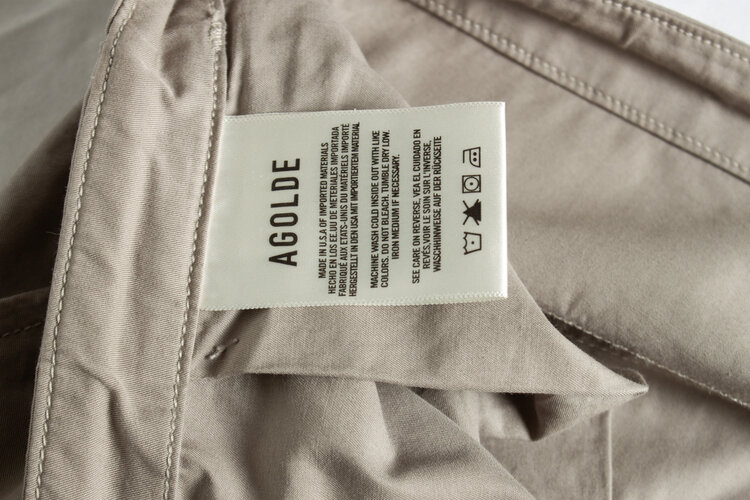 AGOLDE
MADE IN U.S.A OF IMPORTED MATERIALS
HECHO EN LOS EE.UU DE METERIALES IMPORTADA
FABRIQUÉ AUX ETATS-UNIS DU MATÉRIELS IMPORTÉ
HERGESTELLT IN DEN USA MIT IMPORTIERTEM MATERIAL
MACHINE WASH COLD INSIDE OUT WITH LIKE
COLORS. DO NOT BLEACH. TUMBLE DRY LOW.
IRON MEDIUM IF NECESSARY.
SEE CARE ON REVERSE, VEA EL CUIDADO EN
REVÉS.VOIR LE SOIN SUR L'INVERSE,
WASCHHINWEISE AUF DER RÜCKSEITE